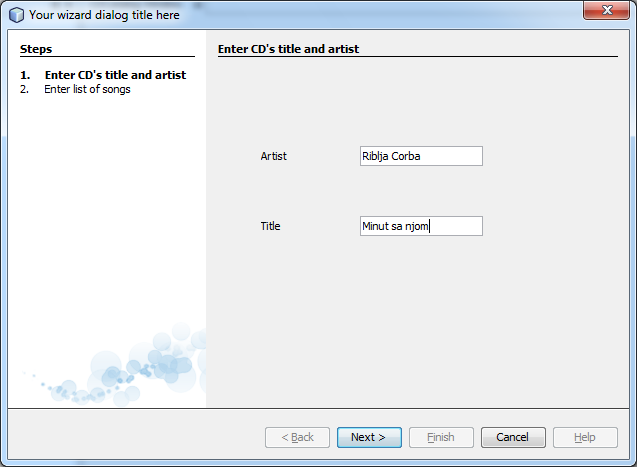 Your wizard dialog title here
Steps
1. Enter CD's title and artist
2. Enter list of songs
Enter CD's title and artist
Artist Riblja Corba
Title Minut sa njom
< Back Next > Finish Cancel Help